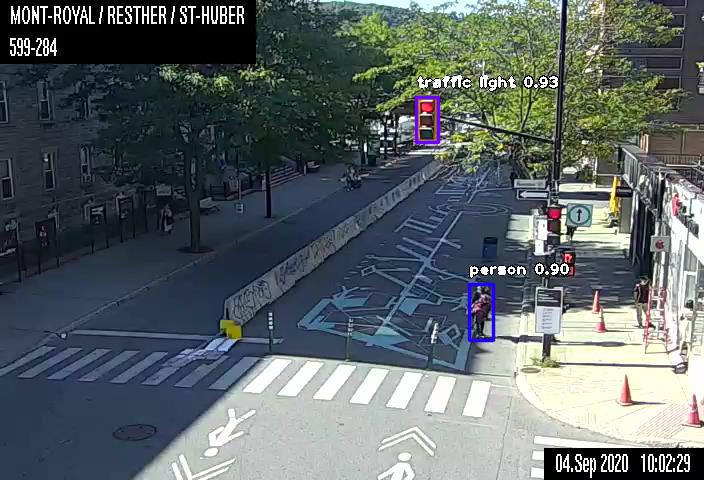 MONT-ROYAL / RESTHER / ST-HUBER
599-284
traffic light 0.93
person 0.90
04.Sep 2020 10:02:29